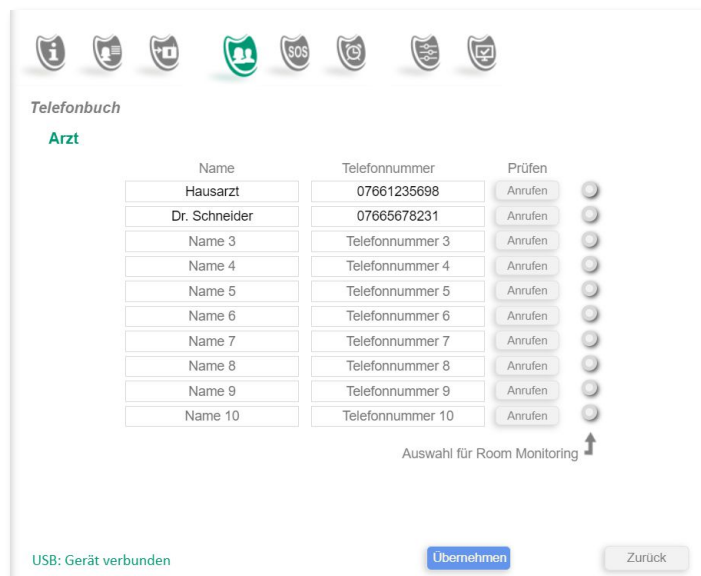 SOS
Telefonbuch
Arzt
Name Telefonnummer Prüfen
Hausarzt 07661235698 Anrufen
Dr. Schneider 07665678231 Anrufen
Name 3 Telefonnummer 3 Anrufen
Name 4 Telefonnummer 4 Anrufen
Name 5 Telefonnummer 5 Anrufen
Name 6 Telefonnummer 6 Anrufen
Name 7 Telefonnummer 7 Anrufen
Name 8 Telefonnummer 8 Anrufen
Name 9 Telefonnummer 9 Anrufen
Name 10 Telefonnummer 10 Anrufen
Auswahl für Room Monitoring
USB: Gerät verbunden Übernehmen Zurück